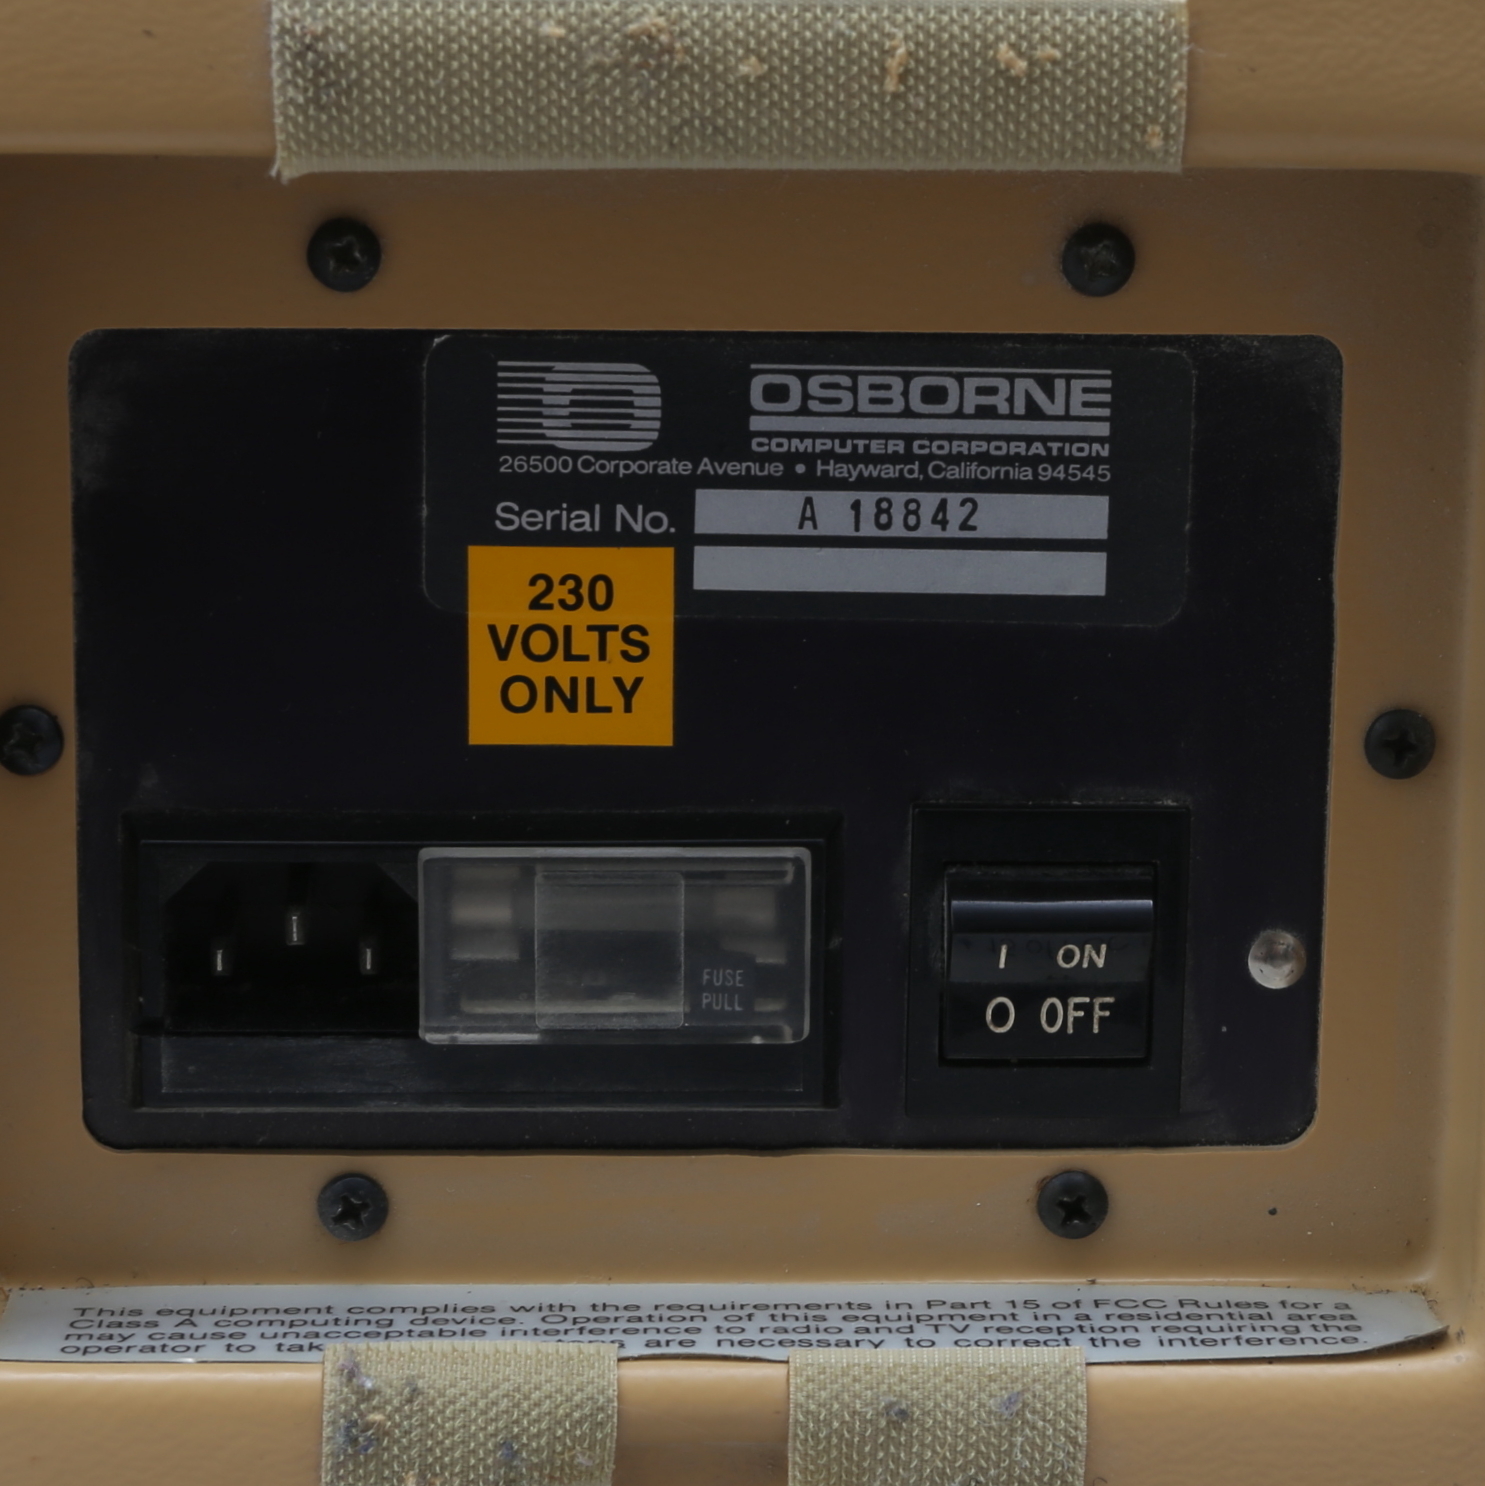 OSBORNE
COMPUTER CORPORATION
26500 Corporate Avenue • Hayward, California 94545
Serial No. A 18842
230
VOLTS
ONLY
FUSE
PULL
I ON
O OFF
This equipment complies with the requirements in Part 15 of FCC Rules for a
Class A computing device. Operation of this equipment in a residential area
may cause unacceptable interference to radio and TV reception requiring the
operator to are necessary to correct the interference.